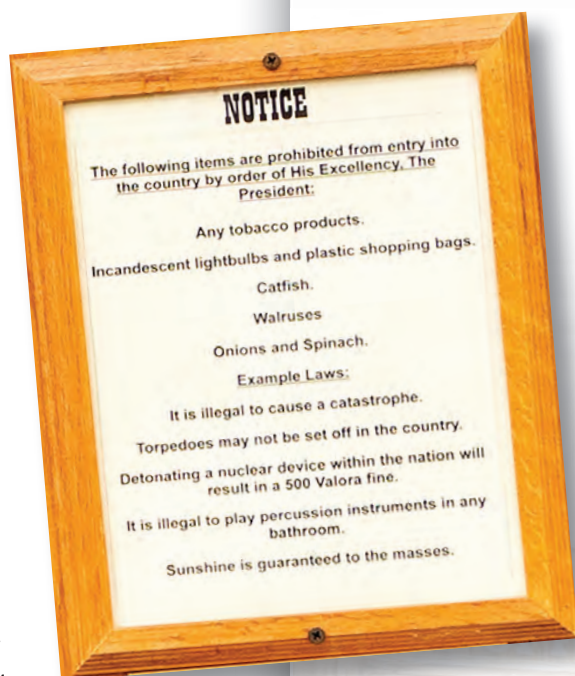 NOTICE
The following items are prohibited from entry into
the country by order of His Excellency, The
President:
Any tobacco products.
Incandescent lightbulbs and plastic shopping bags.
Catfish.
Walruses
Onions and Spinach.
Example Laws:
It is illegal to cause a catastrophe.
Torpedoes may not be set off in the country.
Detonating a nuclear device within the nation will
result in a 500 Valora fine.
It is illegal to play percussion instruments in any
bathroom.
Sunshine is guaranteed to the masses.